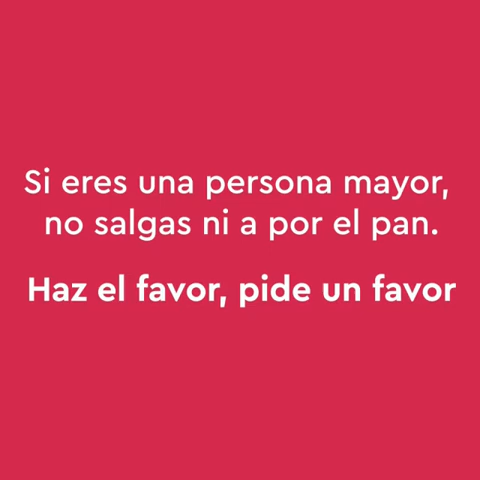 Si eres una persona mayor,
no salgas ni a por el pan.
Haz el favor, pide un favor